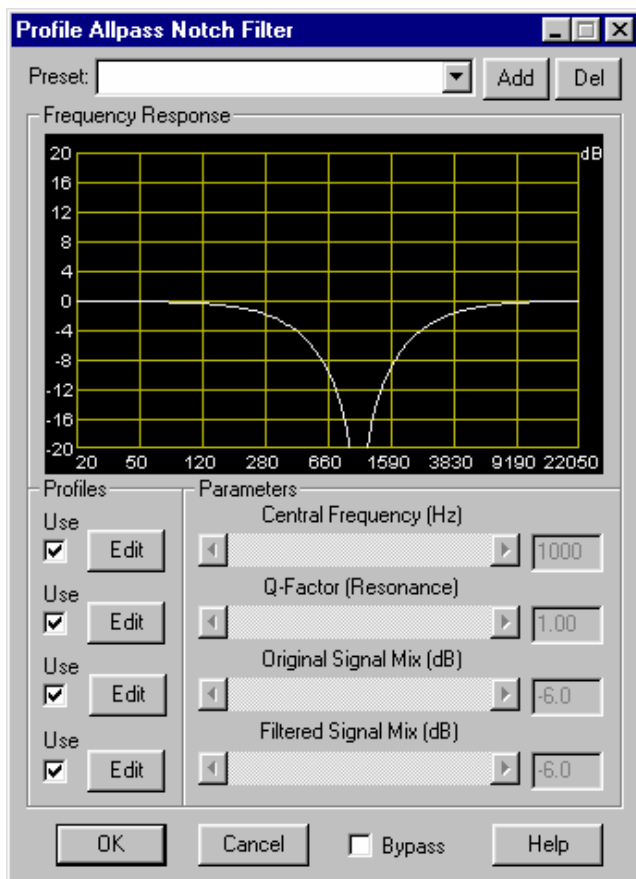 Profile Allpass Notch Filter
Preset: Add Del
Frequency Response
20 dB
16
12
8
4
0
-4
-8
-12
-16
-20
20 50 120 280 660 1590 3830 9190 22050
Profiles Parameters
Central Frequency (Hz)
Use
Edit 1000
Q-Factor (Resonance)
Use
Edit 1.00
Original Signal Mix (dB)
Use
Edit -6.0
Filtered Signal Mix (dB)
Use
Edit -6.0
OK Cancel Bypass Help